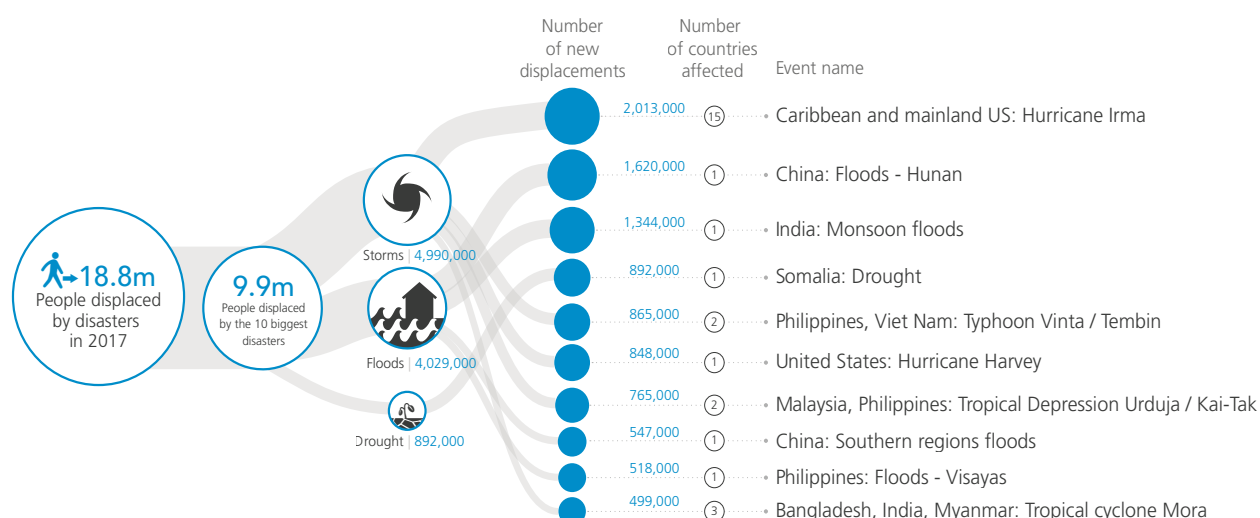 Number
of new
displacements
Number
of countries
affected
Event name
2,013,000 15 Caribbean and mainland US: Hurricane Irma
1,620,000 1 China: Floods - Hunan
1,344,000 1 India: Monsoon floods
892,000 1 Somalia: Drought
865,000 2 Philippines, Viet Nam: Typhoon Vinta / Tembin
848,000 1 United States: Hurricane Harvey
765,000 2 Malaysia, Philippines: Tropical Depression Urduja / Kai-Tak
547,000 1 China: Southern regions floods
518,000 1 Philippines: Floods - Visayas
499,000 3 Bangladesh, India, Myanmar: Tropical cyclone Mora
18.8m
People displaced
by disasters
in 2017
9.9m
People displaced
by the 10 biggest
disasters
Storms | 4,990,000
Floods | 4,029,000
Drought | 892,000